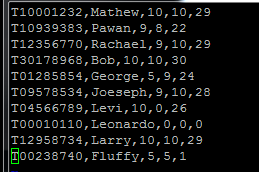 T10001232,Mathew,10,10,29
T10939383,Pawan,9,8,22
T12356770,Rachael,9,10,29
T30178968,Bob,10,10,30
T01285854,George,5,9,24
T09578534,Joeseph,9,10,28
T04566789,Levi,10,0,26
T00010110,Leonardo,0,0,0
T12958734,Larry,10,10,29
T00238740,Fluffy,5,5,1